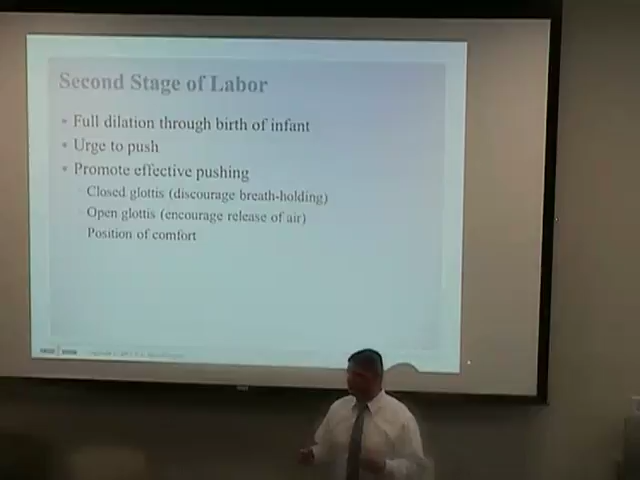 Second Stage of Labor
Full dilation through birth of infant
Urge to push
Promote effective pushing
Closed glottis (discourage breath-holding)
Open glottis (encourage release of air)
Position of comfort